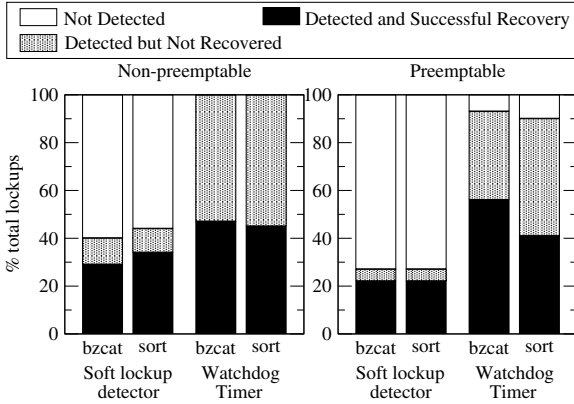 Not Detected
Detected and Successful Recovery
Detected but Not Recovered
Non-preemptable
Preemptable
% total lockups
100
80
60
40
20
0
100
80
60
40
20
0
bzcat sort bzcat sort
bzcat sort bzcat sort
Soft lockup
detector
Watchdog
Timer
Soft lockup
detector
Watchdog
Timer